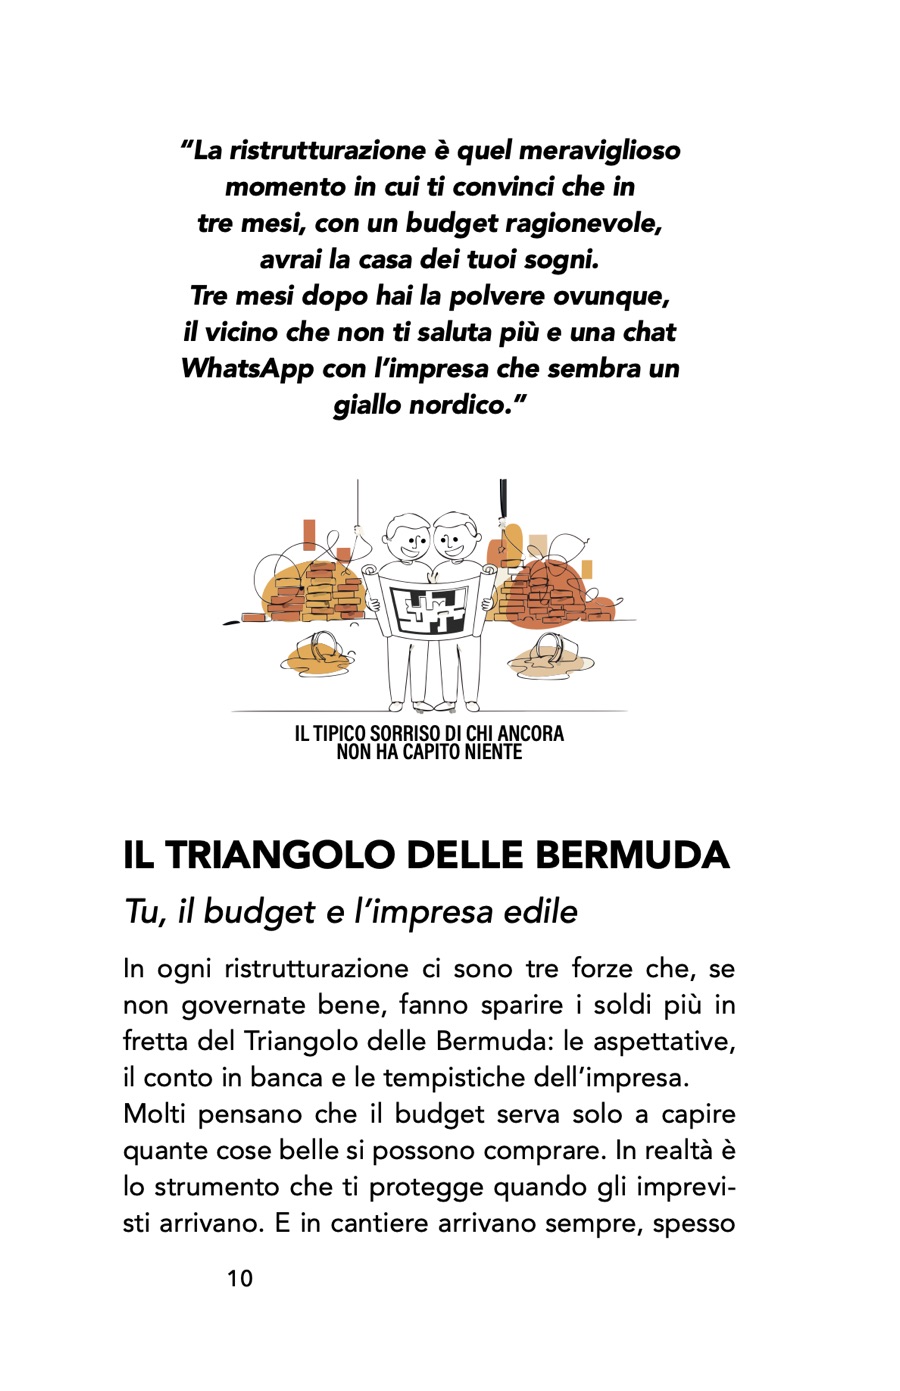 “La ristrutturazione è quel meraviglioso
momento in cui ti convinci che in
tre mesi, con un budget ragionevole,
avrai la casa dei tuoi sogni.
Tre mesi dopo hai la polvere ovunque,
il vicino che non ti saluta più e una chat
WhatsApp con l’impresa che sembra un
giallo nordico.”
IL TIPICO SORRISO DI CHI ANCORA
NON HA CAPITO NIENTE
IL TRIANGOLO DELLE BERMUDA
Tu, il budget e l’impresa edile
In ogni ristrutturazione ci sono tre forze che, se
non governate bene, fanno sparire i soldi più in
fretta del Triangolo delle Bermuda: le aspettative,
il conto in banca e le tempistiche dell’impresa.
Molti pensano che il budget serva solo a capire
quante cose belle si possono comprare. In realtà è
lo strumento che ti protegge quando gli imprevi-
sti arrivano. E in cantiere arrivano sempre, spesso
10